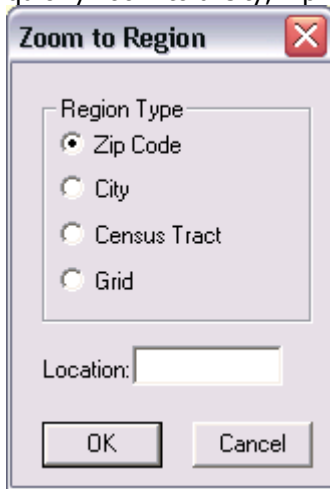 Zoom to Region
Region Type
Zip Code
City
Census Tract
Grid
Location:
OK
Cancel